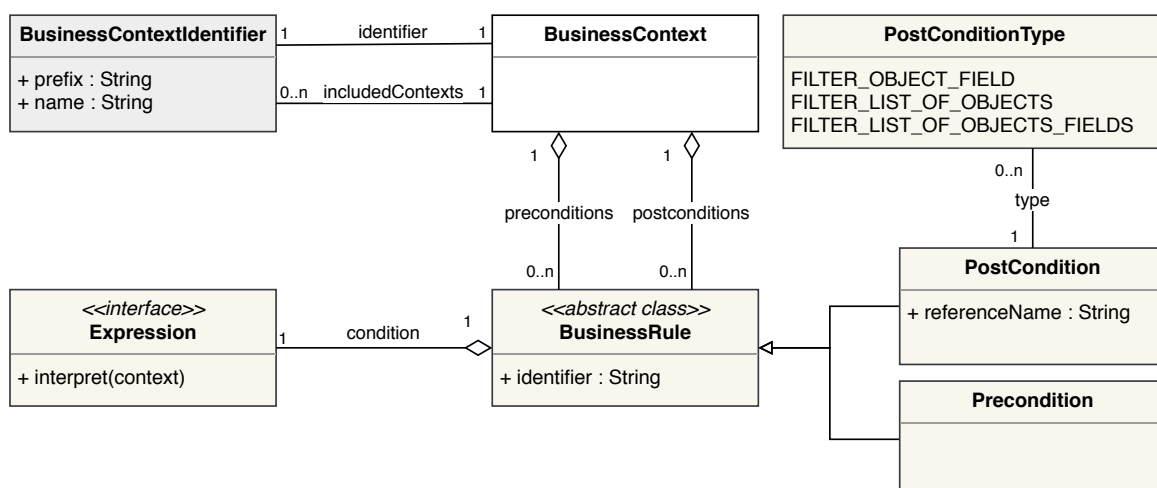 BusinessContextIdentifier
+ prefix : String
+ name : String
1
identifier
1
0..n
includedContexts
1
BusinessContext
PostConditionType
FILTER_OBJECT_FIELD
FILTER_LIST_OF_OBJECTS
FILTER_LIST_OF_OBJECTS_FIELDS
1
preconditions
0..n
1
postconditions
0..n
0..n
type
1
<<interface>>
Expression
+ interpret(context)
1
condition
1
<<abstract class>>
BusinessRule
+ identifier : String
PostCondition
+ referenceName : String
Precondition